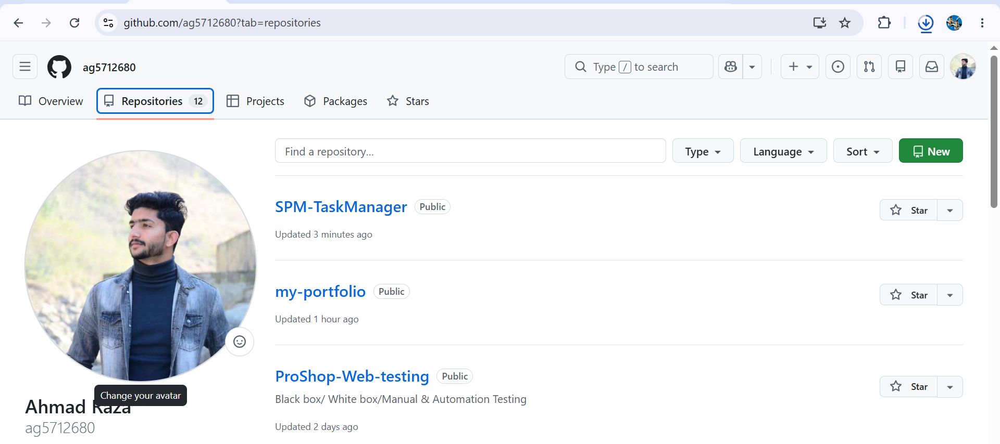 github.com/ag5712680?tab=repositories
ag5712680
Type / to search
Overview
Repositories 12
Projects
Packages
Stars
Find a repository...
Type
Language
Sort
New
SPM-TaskManager Public
Star
Updated 3 minutes ago
my-portfolio Public
Star
Updated 1 hour ago
ProShop-Web-testing Public
Star
Black box/ White box/Manual & Automation Testing
Updated 2 days ago
Change your avatar
Ahmad Raza
ag5712680